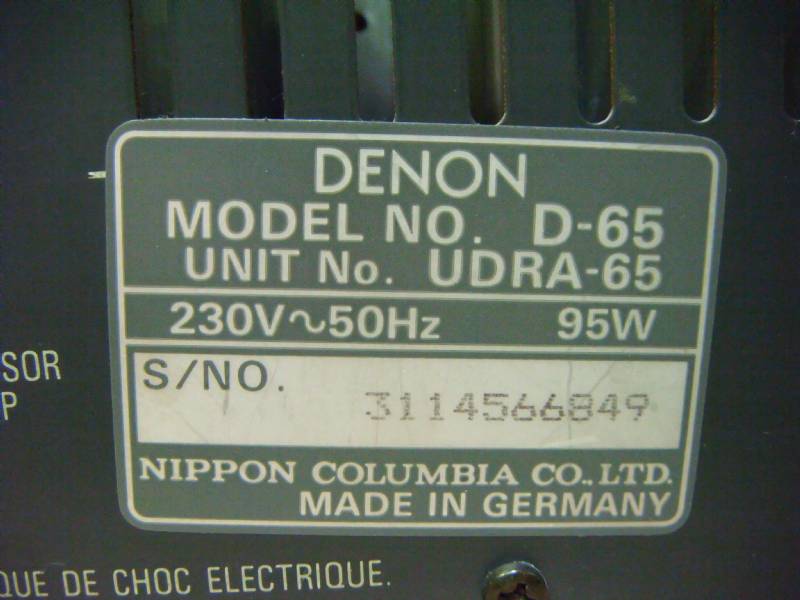 DENON
MODEL NO. D-65
UNIT No. UDRA-65
230V~50Hz 95W
S/NO.
3114566849
NIPPON COLUMBIA CO., LTD.
MADE IN GERMANY
SOR
P
QUE DE CHOC ELECTRIQUE.